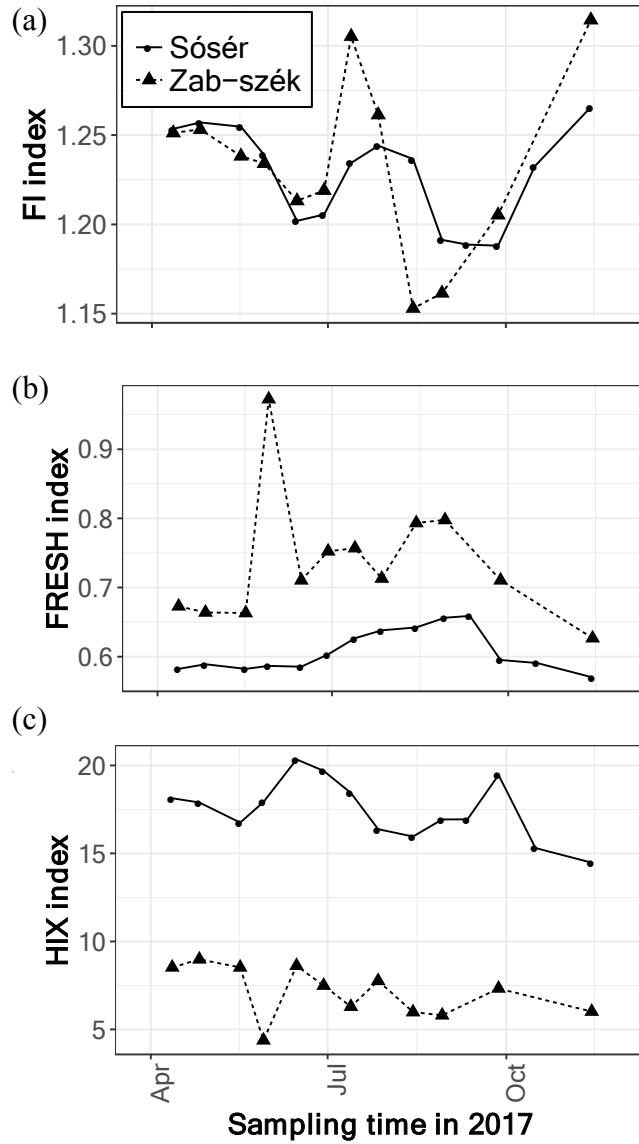 (a)
1.30
1.25
1.20
1.15
FI index
Sósér
Zab-szék
(b)
0.9
0.8
0.7
0.6
FRESH index
(c)
20
15
10
5
HIX index
Apr
Jul
Oct
Sampling time in 2017